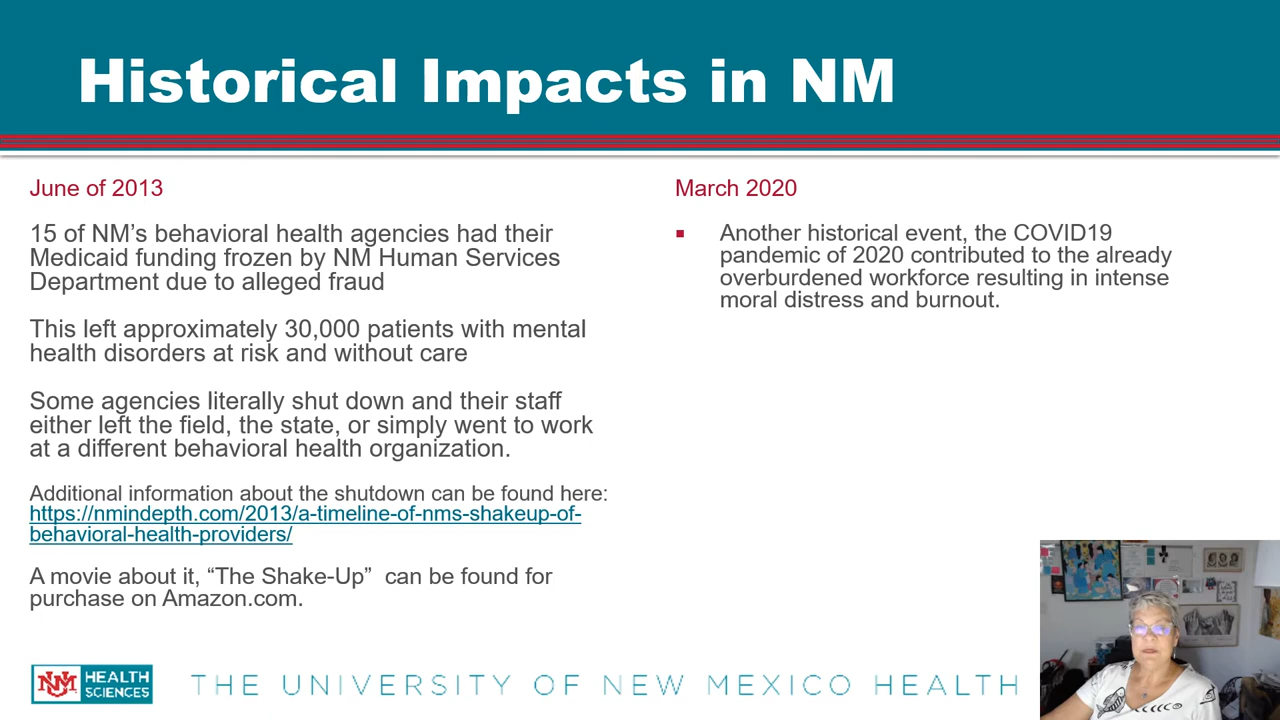 Historical Impacts in NM
June of 2013
15 of NM’s behavioral health agencies had their
Medicaid funding frozen by NM Human Services
Department due to alleged fraud
This left approximately 30,000 patients with mental
health disorders at risk and without care
Some agencies literally shut down and their staff
either left the field, the state, or simply went to work
at a different behavioral health organization.
Additional information about the shutdown can be found here:
https://nmindepth.com/2013/a-timeline-of-nms-shakeup-of-
behavioral-health-providers/
A movie about it, “The Shake-Up”  can be found for
purchase on Amazon.com.
March 2020
Another historical event, the COVID19
pandemic of 2020 contributed to the already
overburdened workforce resulting in intense
moral distress and burnout.
UNM HEALTH
SCIENCES
THE UNIVERSITY OF NEW MEXICO HEALTH